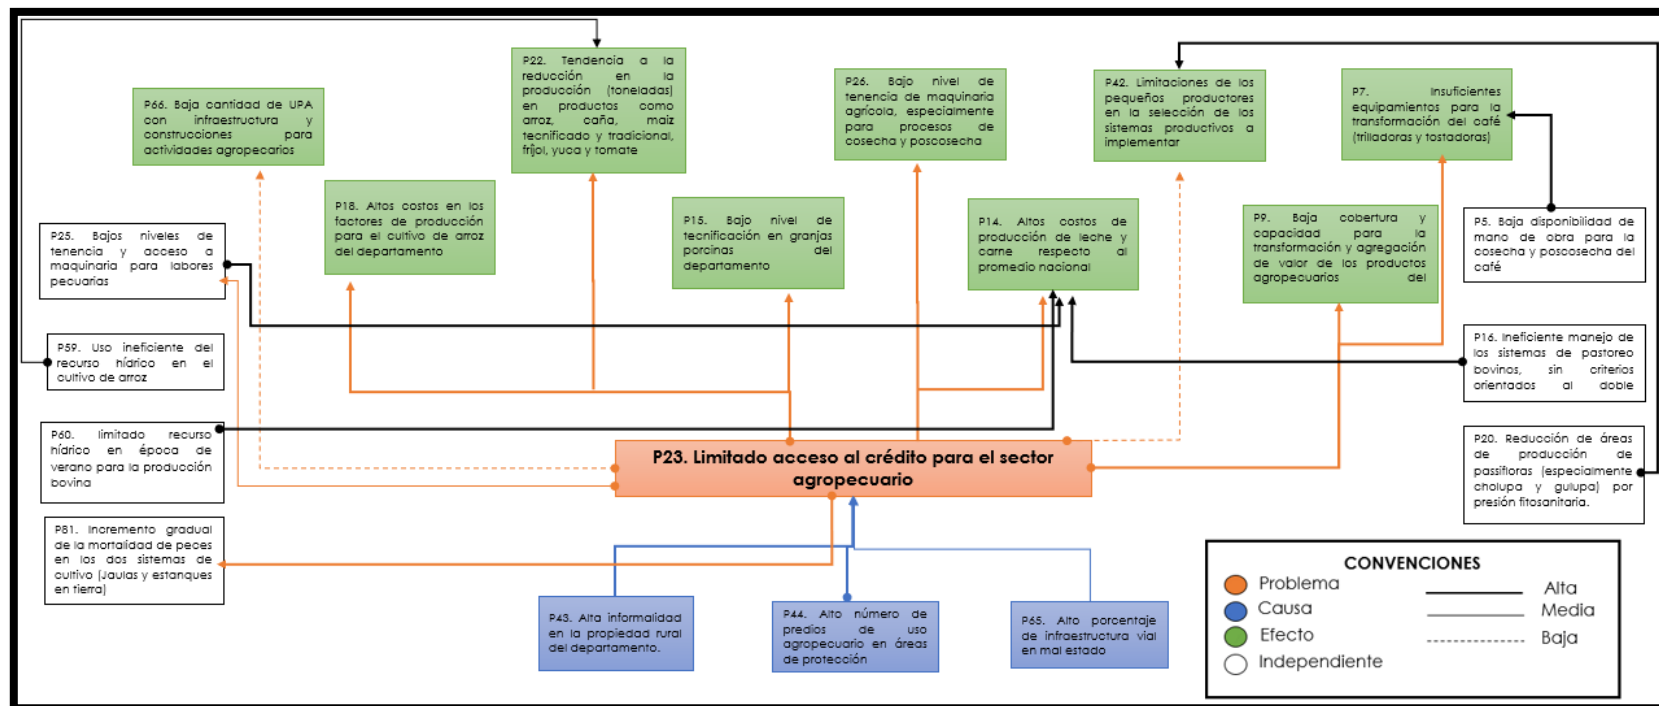 P22. Tendencia a la
reducción en la
producción (toneladas)
en productos como
arroz, caña, maíz
tecnificado y tradicional,
fríjol, yuca y tomate
P26. Bajo nivel de
tenencia de maquinaria
agrícola, especialmente
para procesos de
cosecha y poscosecha
P42. Limitaciones de los
pequeños productores
en la selección de los
sistemas productivos a
implementar
P7. Insuficientes
equipamientos para la
transformación del café
(trilladoras y tostadoras)
P66. Baja cantidad de UPA
con infraestructura y
construcciones para
actividades agropecarios
P18. Altos costos en los
factores de producción
para el cultivo de arroz
del departamento
P15. Bajo nivel de
tecnificación en granjas
porcinas del
departamento
P14. Altos costos de
producción de leche y
carne respecto al
promedio nacional
P9. Baja cobertura y
capacidad para la
transformación y agregación
de valor de los productos
agropecuarios del
P25. Bajos niveles de
tenencia y acceso a
maquinaria para labores
pecuarias
P5. Baja disponibilidad de
mano de obra para la
cosecha y poscosecha del
café
P59. Uso ineficiente del
recurso hídrico en el
cultivo de arroz
P16. Ineficiente manejo de
los sistemas de pastoreo
bovinos, sin criterios
orientados al doble
P60. limitado recurso
hídrico en época de
verano para la producción
bovina
P23. Limitado acceso al crédito para el sector
agropecuario
P20. Reducción de áreas
de producción de
passifloras (especialmente
cholupa y gulupa) por
presión fitosanitaria.
P81. Incremento gradual
de la mortalidad de peces
en los dos sistemas de
cultivo (Jaulas y estanques
en tierra)
P43. Alta informalidad
en la propiedad rural
del departamento.
P44. Alto número de
predios de uso
agropecuario en áreas
de protección
P65. Alto porcentaje
de infraestructura vial
en mal estado
CONVENCIONES
Problema
Causa
Efecto
Independiente
Alta
Media
Baja